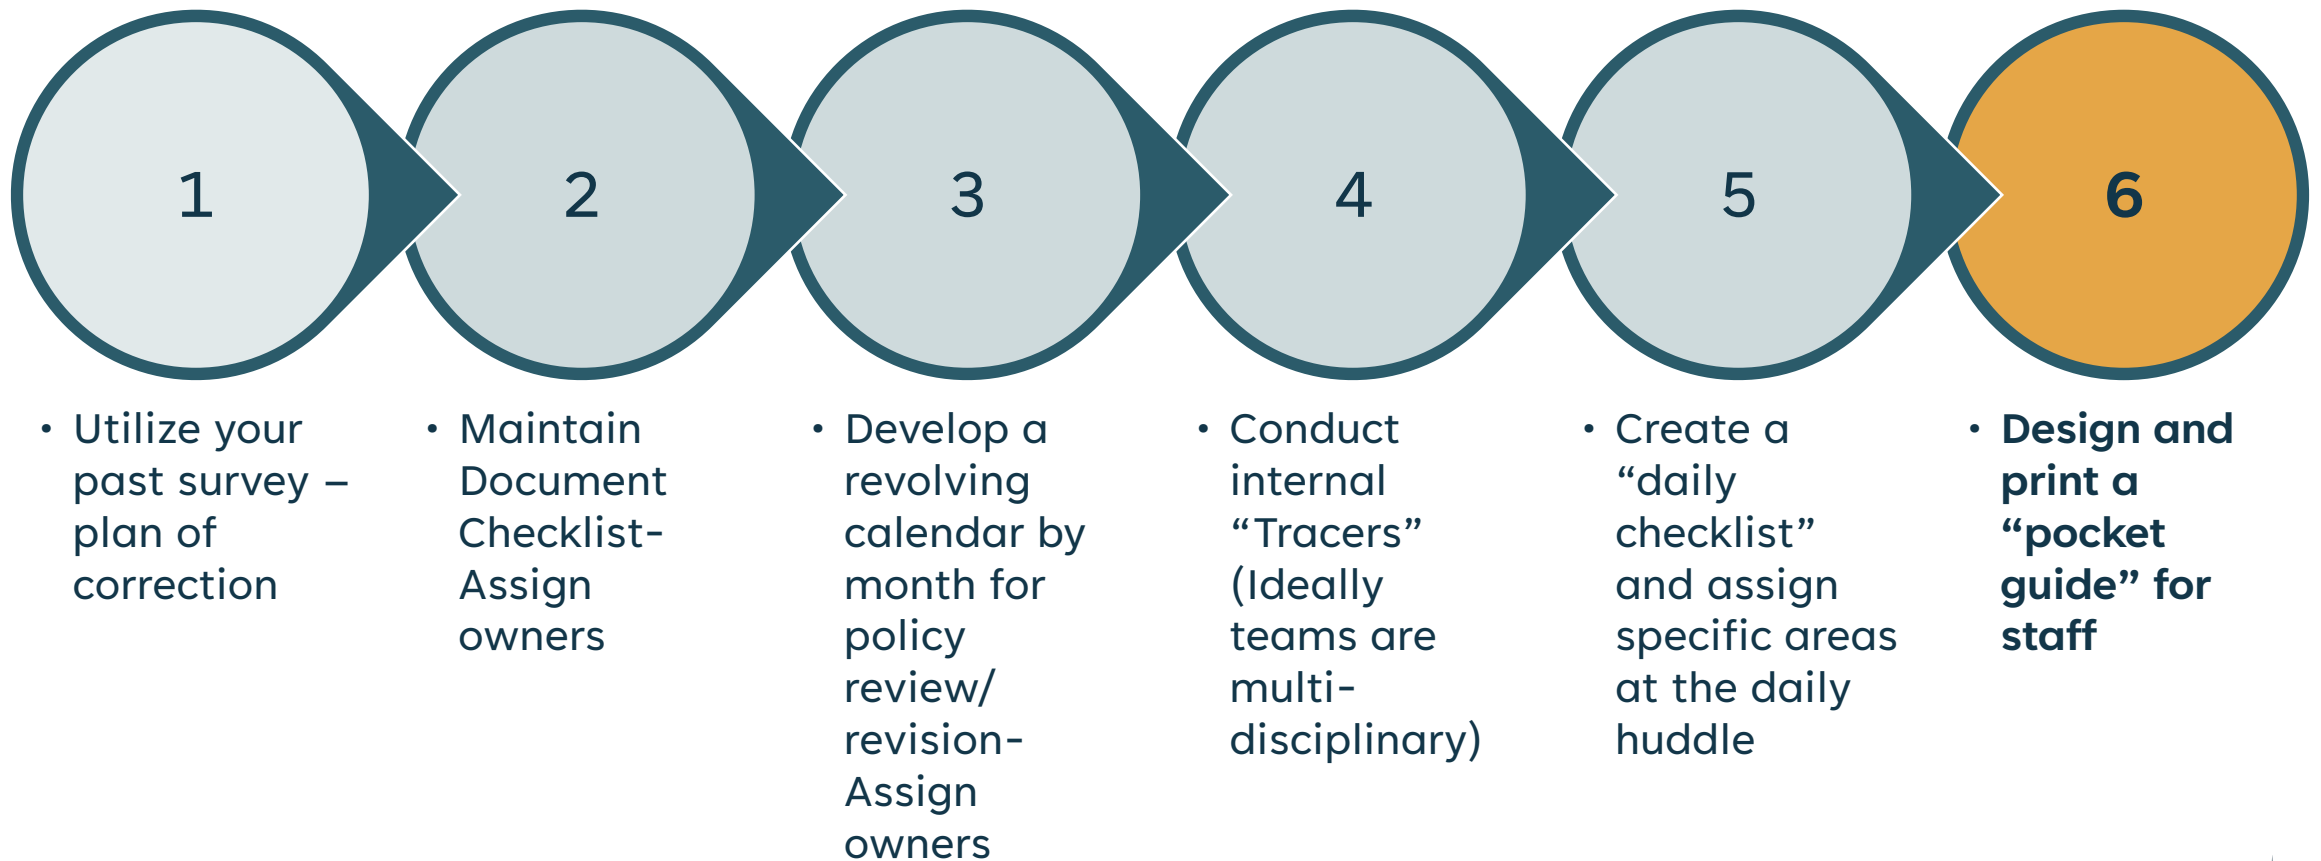 1
2
3
4
5
6
• Utilize your
past survey –
plan of
correction
• Maintain
Document
Checklist-
Assign
owners
• Develop a
revolving
calendar by
month for
policy
review/
revision-
Assign
owners
• Conduct
internal
“Tracers”
(Ideally
teams are
multi-
disciplinary)
• Create a
“daily
checklist”
and assign
specific areas
at the daily
huddle
• Design and
print a
“pocket
guide” for
staff